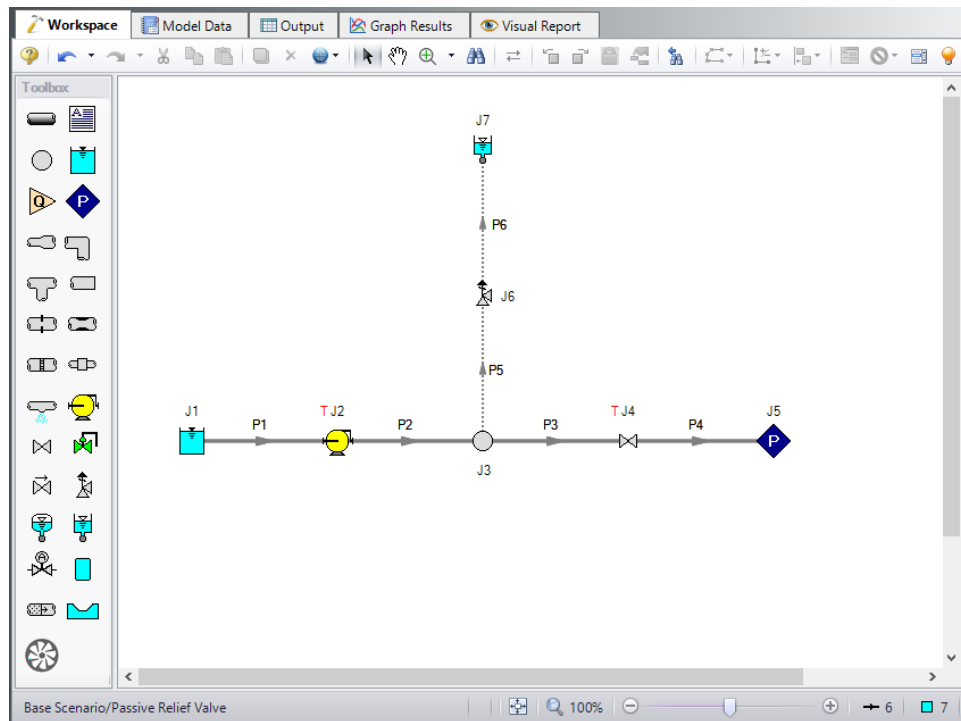 Workspace Model Data Output Graph Results Visual Report
Toolbox
A
Q P
A
J7
P6
J6
P5
J1 P1 T J2 P2 P3 T J4 P4 J5
P
J3
Base Scenario/Passive Relief Valve 100% 6 7